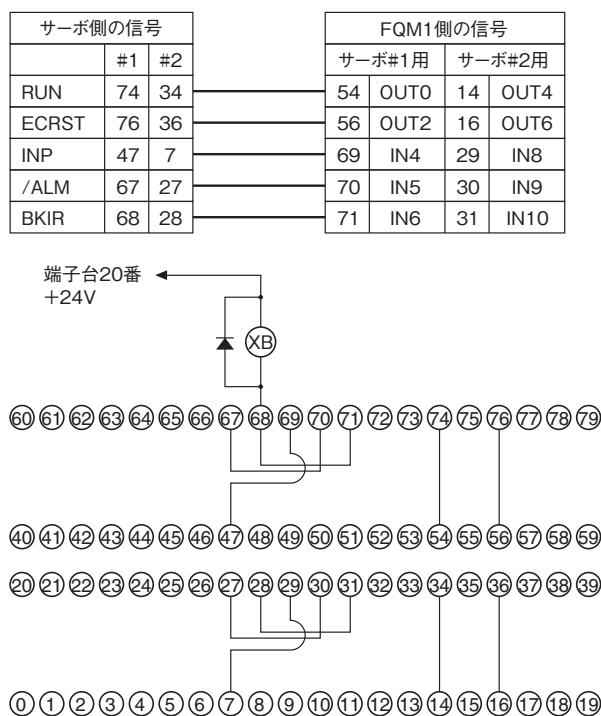 サーボ側の信号
#1 #2
RUN 74 34
ECRST 76 36
INP 47 7
/ALM 67 27
BKIR 68 28
FQM1側の信号
サーボ#1用 サーボ#2用
54 OUT0 14 OUT4
56 OUT2 16 OUT6
69 IN4 29 IN8
70 IN5 30 IN9
71 IN6 31 IN10
端子台20番
+24V
XB
60 61 62 63 64 65 66 67 68 69 70 71 72 73 74 75 76 77 78 79
40 41 42 43 44 45 46 47 48 49 50 51 52 53 54 55 56 57 58 59
20 21 22 23 24 25 26 27 28 29 30 31 32 33 34 35 36 37 38 39
0 1 2 3 4 5 6 7 8 9 10 11 12 13 14 15 16 17 18 19